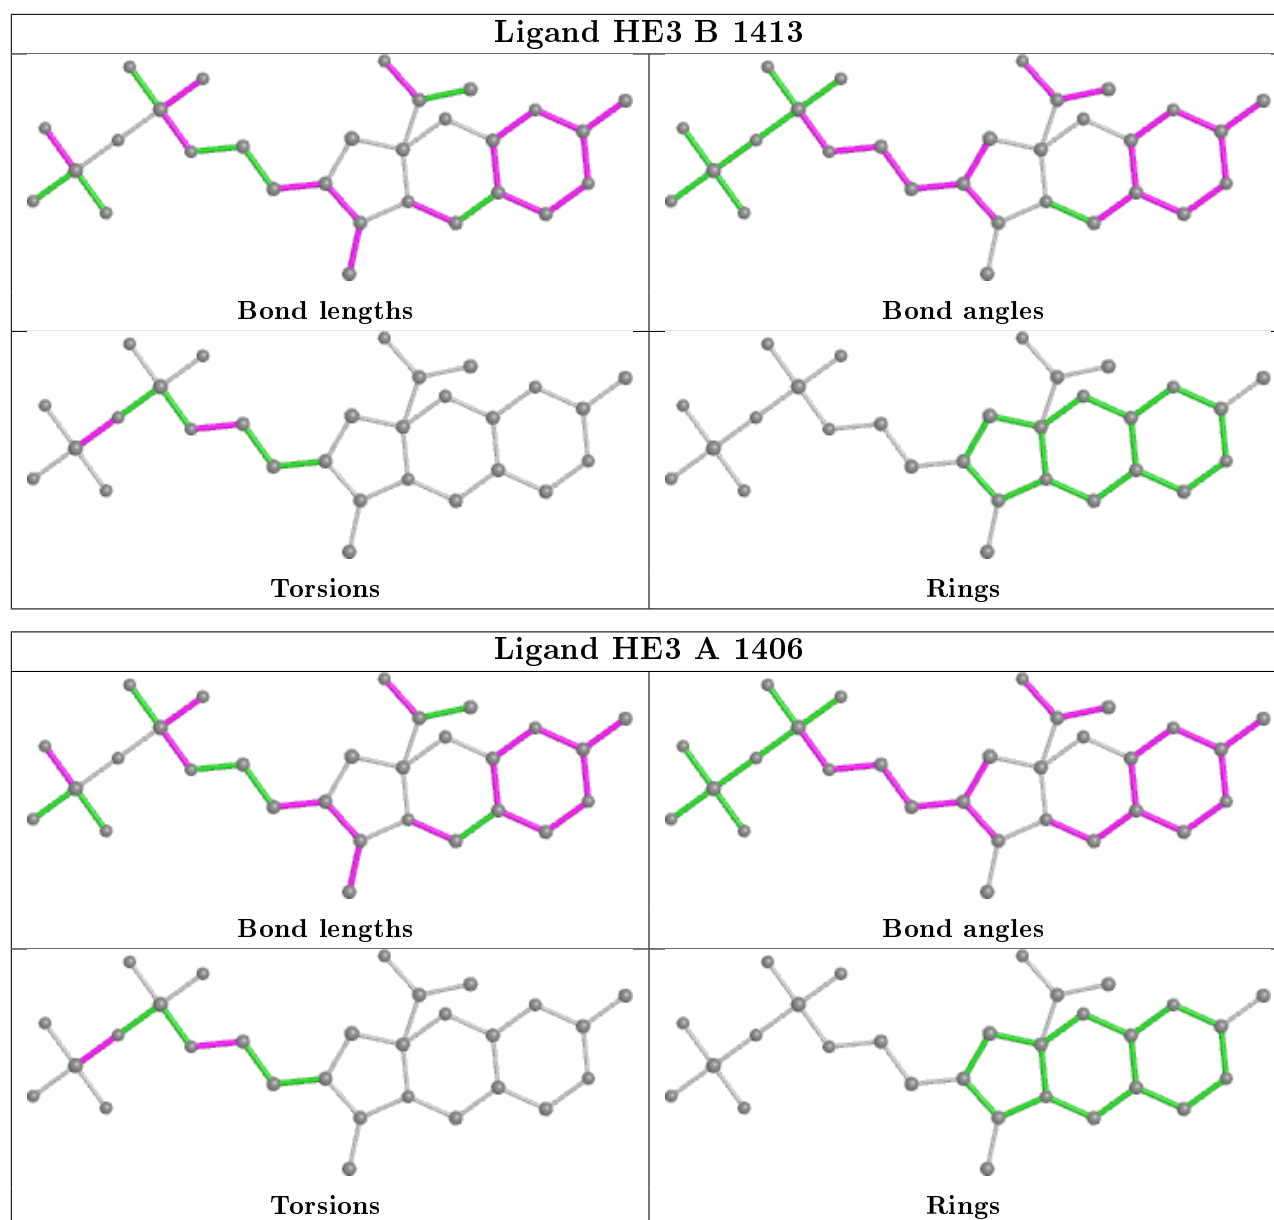 Ligand HE3 B 1413
Bond lengths
Bond angles
Torsions
Rings
Ligand HE3 A 1406
Bond lengths
Bond angles
Torsions
Rings